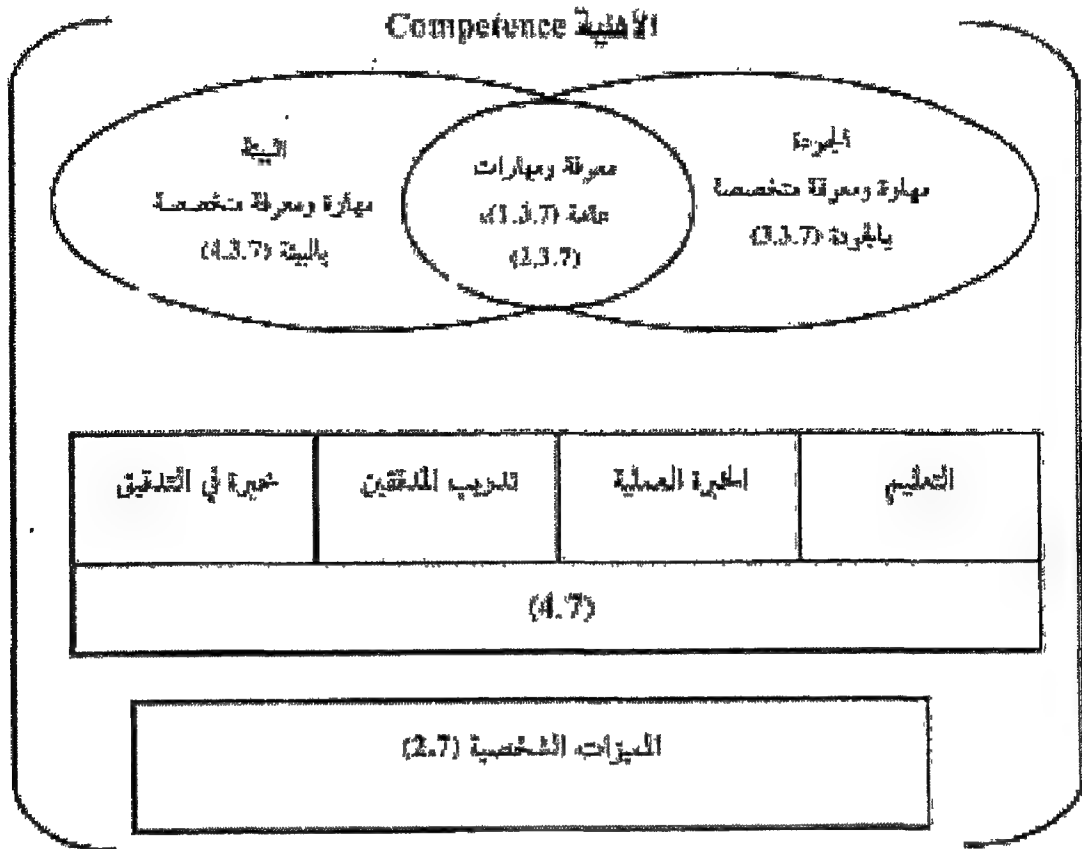 الأهلية Competence
الجودة
مهارة ومعرفة متخصصة
بالجودة (3.3.7)
معرفة ومهارات
عامة (1.3.7)،
(2.3.7)
البيئة
مهارة ومعرفة متخصصة
بالبيئة (4.3.7)
التعليم
الخبرة العملية
تدريب المدققين
خبرة في التدقيق
(4.7)
الميزات الشخصية (2.7)